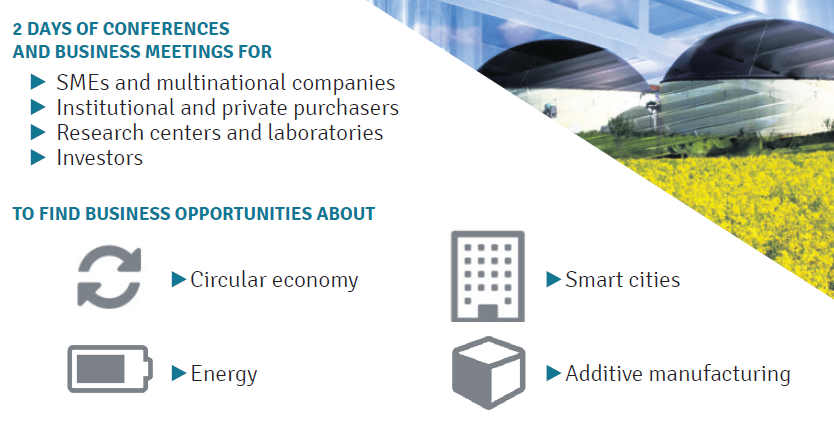 2 DAYS OF CONFERENCES
AND BUSINESS MEETINGS FOR
SMEs and multinational companies
Institutional and private purchasers
Research centers and laboratories
Investors
TO FIND BUSINESS OPPORTUNITIES ABOUT
Circular economy
Smart cities
Energy
Additive manufacturing